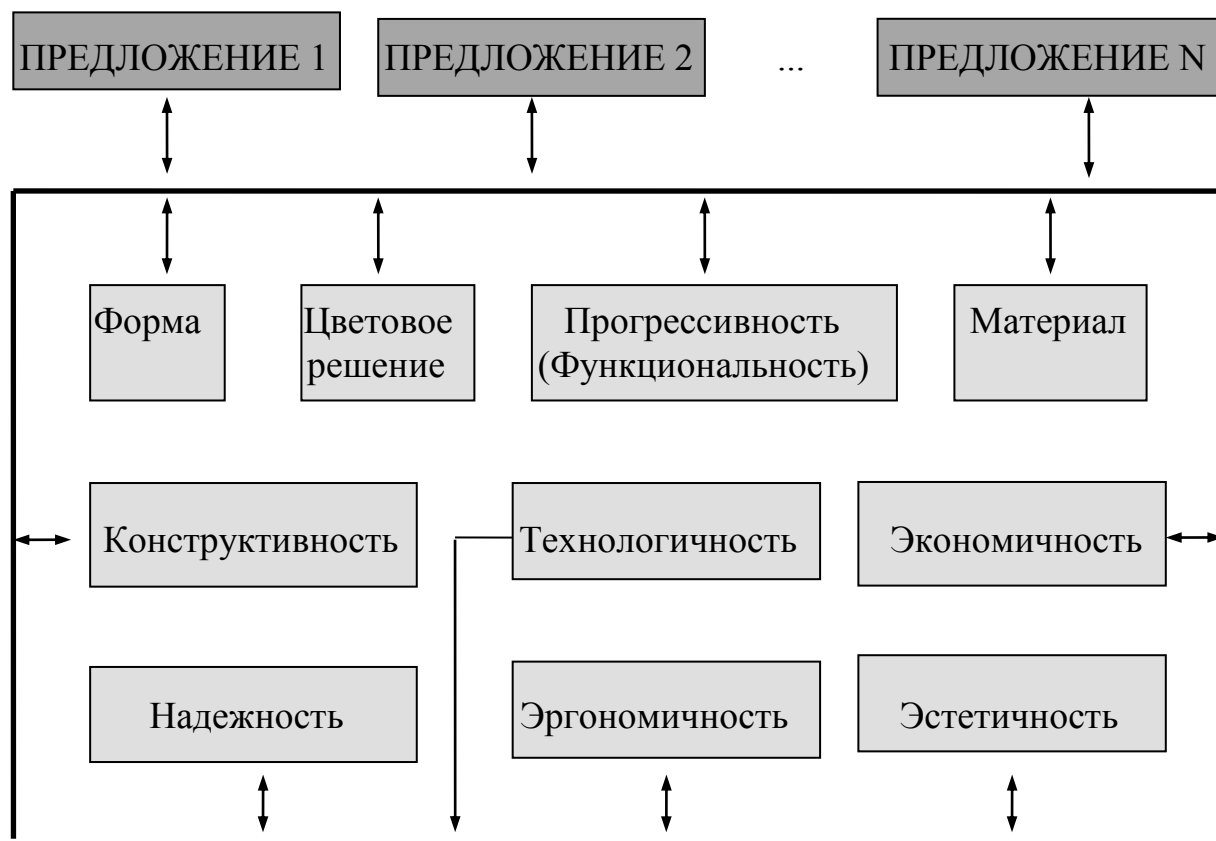 ПРЕДЛОЖЕНИЕ 1
ПРЕДЛОЖЕНИЕ 2
...
ПРЕДЛОЖЕНИЕ N
Форма
Цветовое
решение
Прогрессивность
(Функциональность)
Материал
Конструктивность
Технологичность
Экономичность
Надежность
Эргономичность
Эстетичность